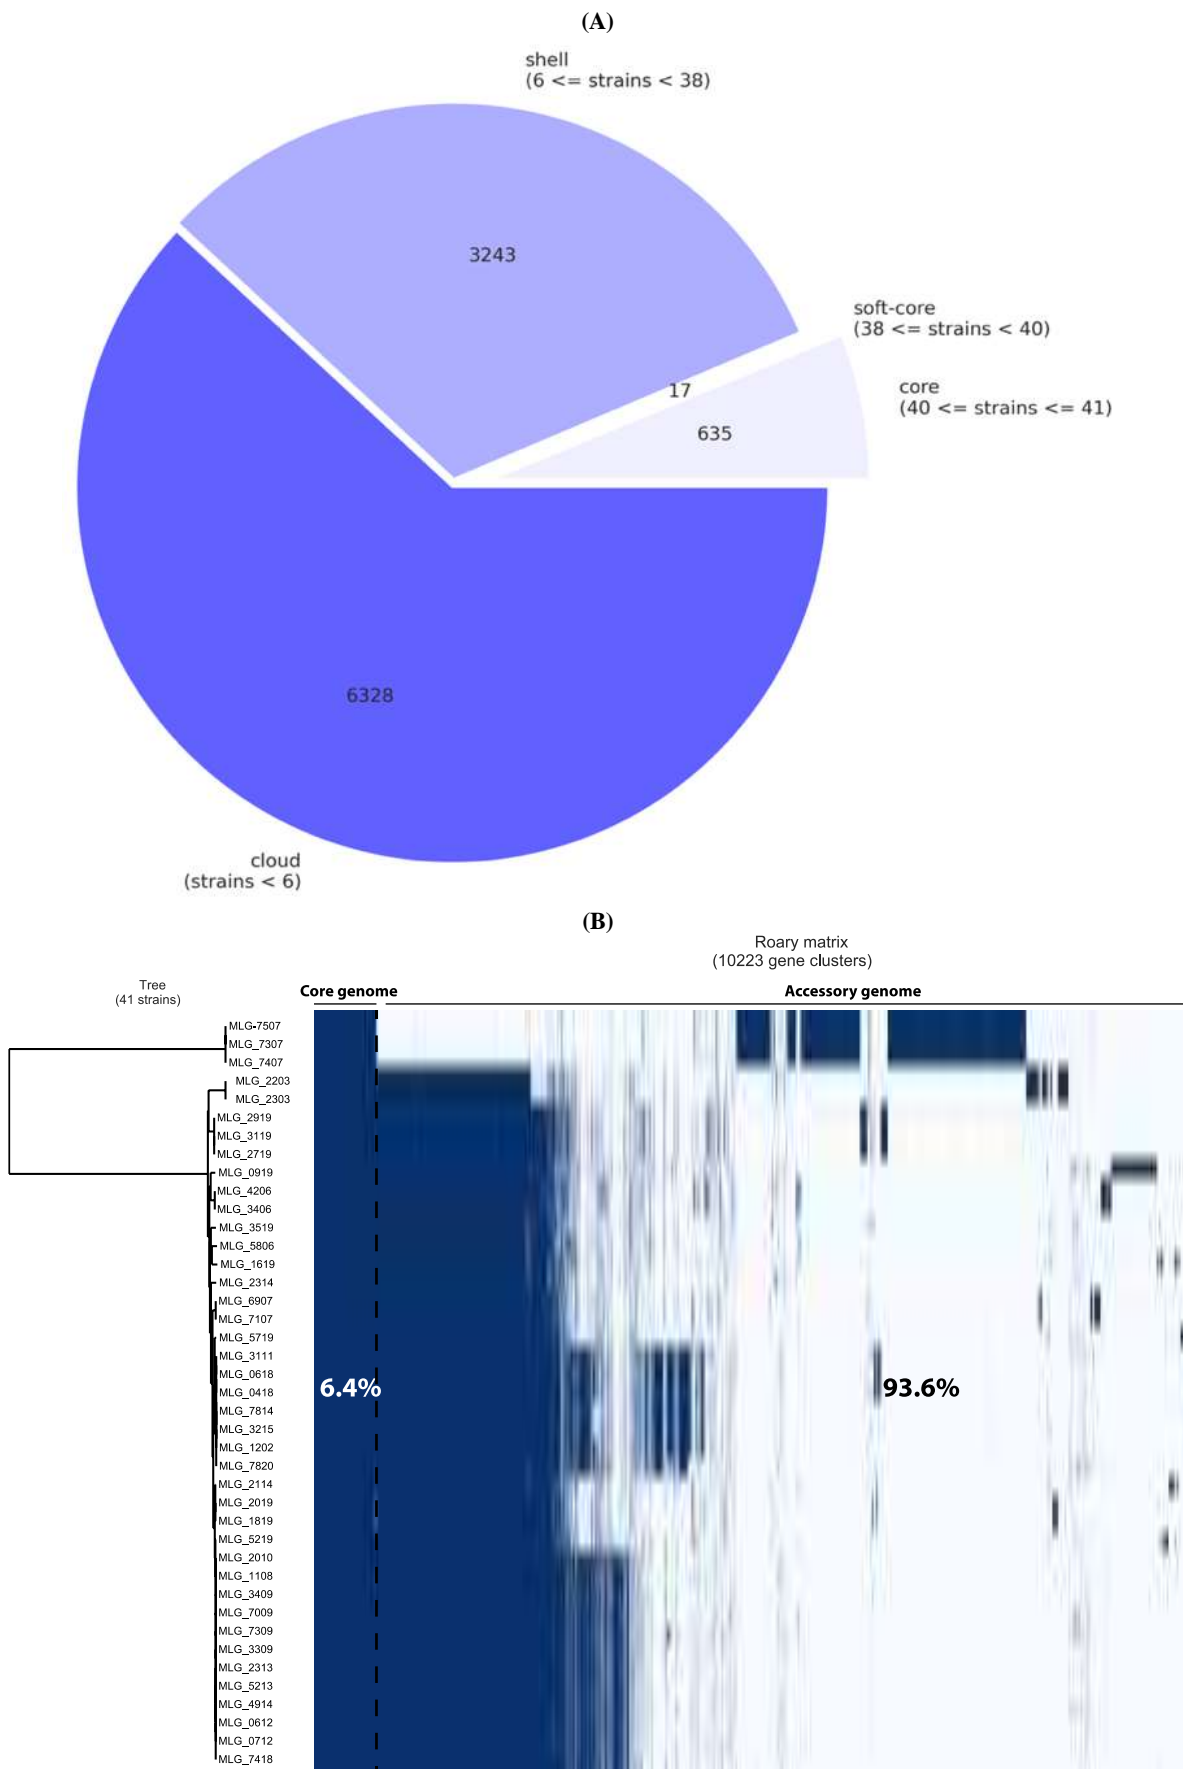 (A)
shell
(6 <= strains < 38)
3243
soft-core
(38 <= strains < 40)
17
core
(40 <= strains <= 41)
635
6328
cloud
(strains < 6)
(B)
Roary matrix
(10223 gene clusters)
Tree
(41 strains)
Core genome
Accessory genome
MLG-7507
MLG_7307
MLG_7407
MLG_2203
MLG_2303
MLG_2919
MLG_3119
MLG_2719
MLG_0919
MLG_4206
MLG_3406
MLG_3519
MLG_5806
MLG_1619
MLG_2314
MLG_6907
MLG_7107
MLG_5719
MLG_3111
MLG_0618
MLG_0418
6.4%
93.6%
MLG_7814
MLG_3215
MLG_1202
MLG_7820
MLG_2114
MLG_2019
MLG_1819
MLG_5219
MLG_2010
MLG_1108
MLG_3409
MLG_7009
MLG_7309
MLG_3309
MLG_2313
MLG_5213
MLG_4914
MLG_0612
MLG_0712
MLG_7418